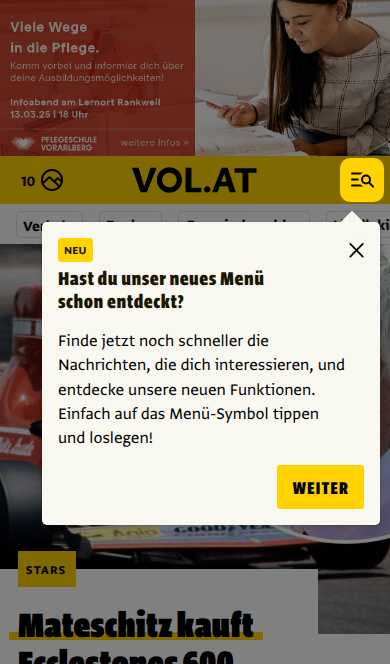 Viele Wege
in die Pflege.
Komm vorbei und informier dich über
deine Ausbildungsmöglichkeiten!
Infoabend am Lernort Rankweil
13.03.25 | 18 Uhr
PFLEGESCHULE
VORARLBERG
weitere Infos »
10
VOL.AT
NEU
Hast du unser neues Menü
schon entdeckt?
Finde jetzt noch schneller die
Nachrichten, die dich interessieren, und
entdecke unsere neuen Funktionen.
Einfach auf das Menü-Symbol tippen
und loslegen!
WEITER
GOODYEAR
STARS
Mateschitz kauft
Ecclestones 600